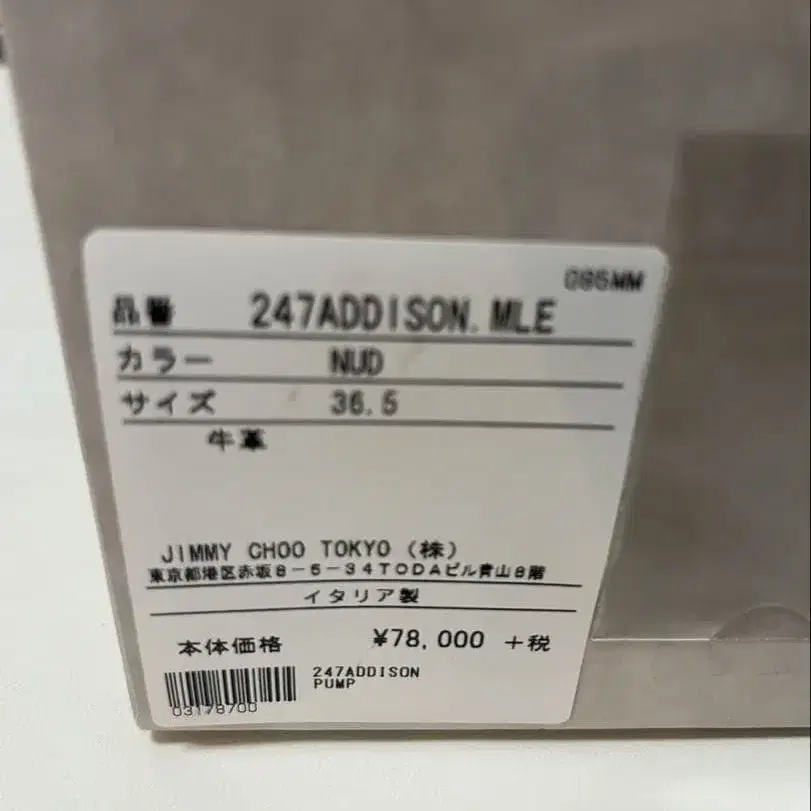 085MM
品番 247ADDISON.MLE
カラー NUD
サイズ 36.5
牛革
JIMMY CHOO TOKYO (株)
東京都港区赤坂8-5-34TODAビル青山8階
イタリア製
本体価格 ¥78,000 +税
247ADDISON
PUMP
03178700